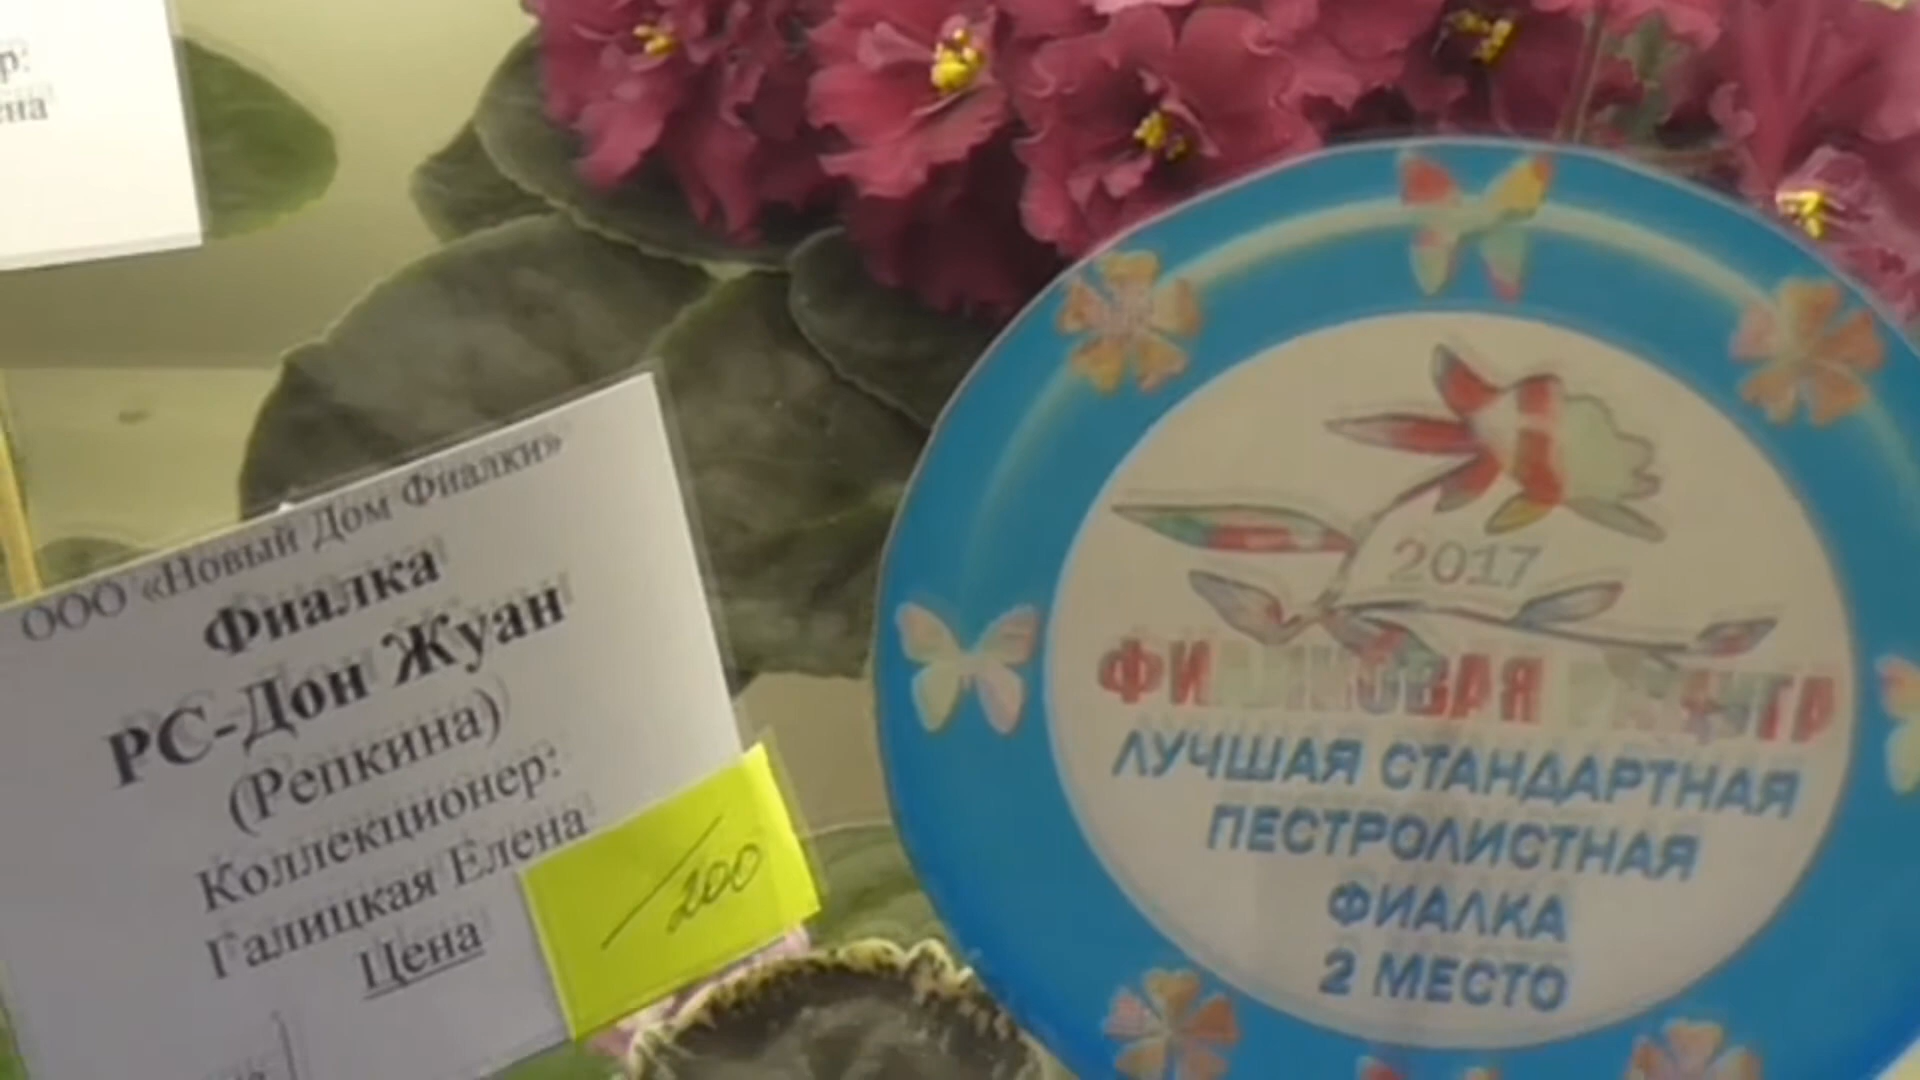 ООО «Новый Дом Фиалки»
Фиалка
РС-Дон Жуан
(Репкина)
Коллекционер:
Галицкая Елена
Цена
200
2017
ФИАЛКОВАЯ
ЛУЧШАЯ СТАНДАРТНАЯ
ПЕСТРОЛИСТНАЯ
ФИАЛКА
2 МЕСТО